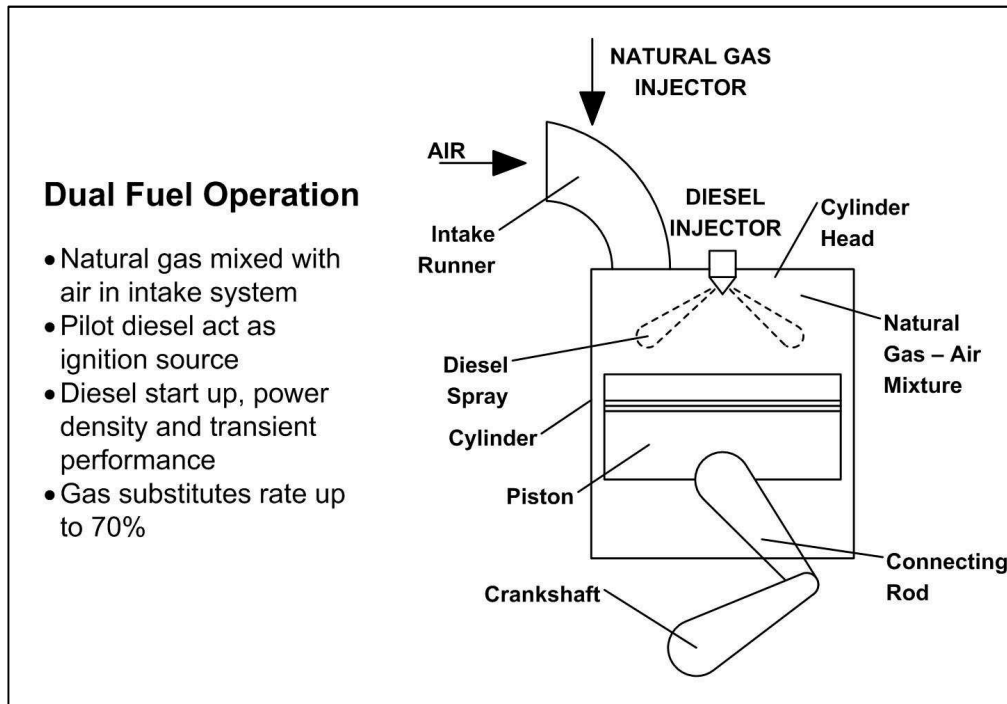 Dual Fuel Operation
• Natural gas mixed with
air in intake system
• Pilot diesel act as
ignition source
• Diesel start up, power
density and transient
performance
• Gas substitutes rate up
to 70%
NATURAL GAS
INJECTOR
AIR
Intake
Runner
DIESEL
INJECTOR
Cylinder
Head
Natural
Gas – Air
Mixture
Diesel
Spray
Cylinder
Piston
Connecting
Rod
Crankshaft